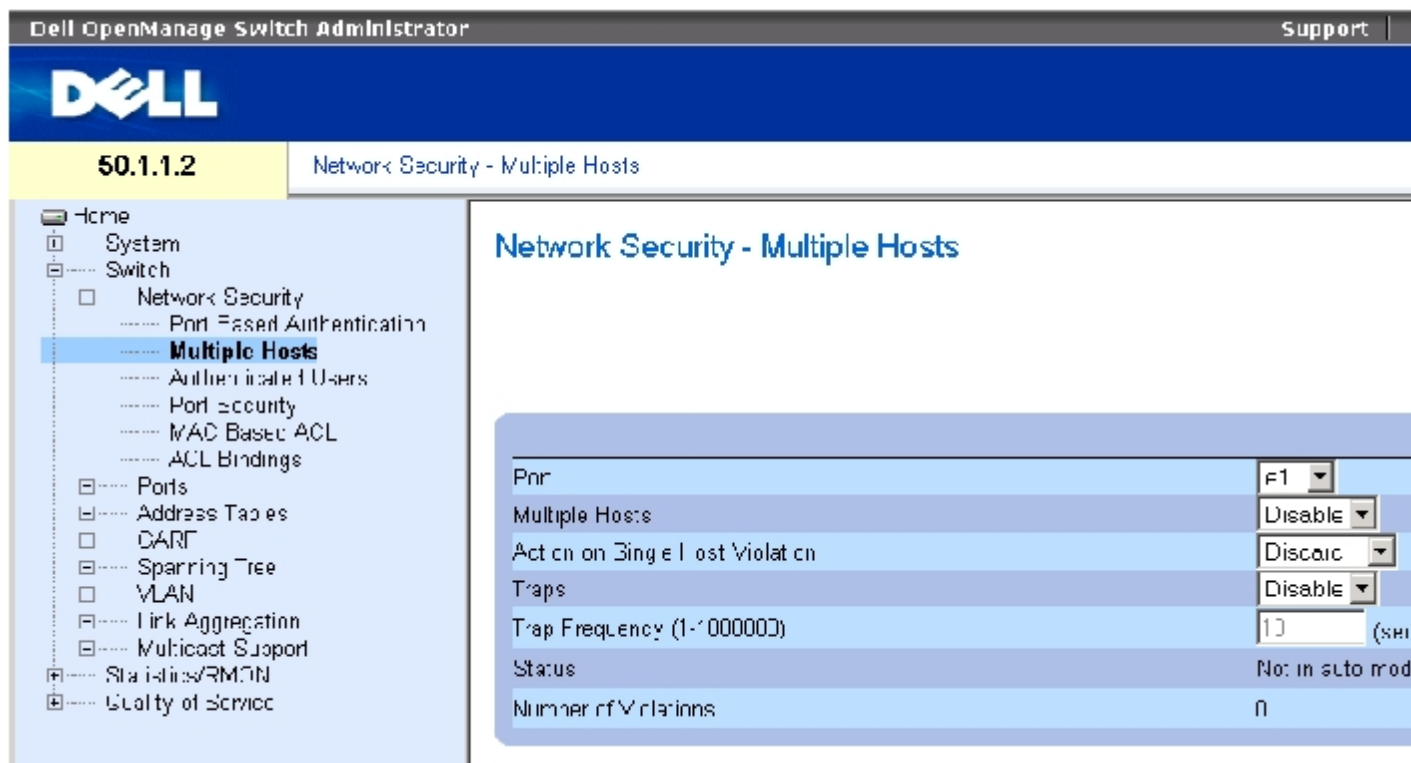 Dell OpenManage Switch Administrator
Support
DELL
50.1.1.2
Network Security - Multiple Hosts
Home
System
Switch
Network Security
Port Based Authentication
Multiple Hosts
Authenticated Users
Port Security
MAC Based ACL
ACL Bindings
Ports
Address Tables
GARP
Spanning Tree
VLAN
Link Aggregation
Multicast Support
Statistics/RMON
Quality of Service
Network Security - Multiple Hosts
Port
Multiple Hosts
Disable
Action on Single Host Violation
Discard
Traps
Disable
Trap Frequency (1-1000000)
10
Status
Not in auto mod
Number of Violations
0